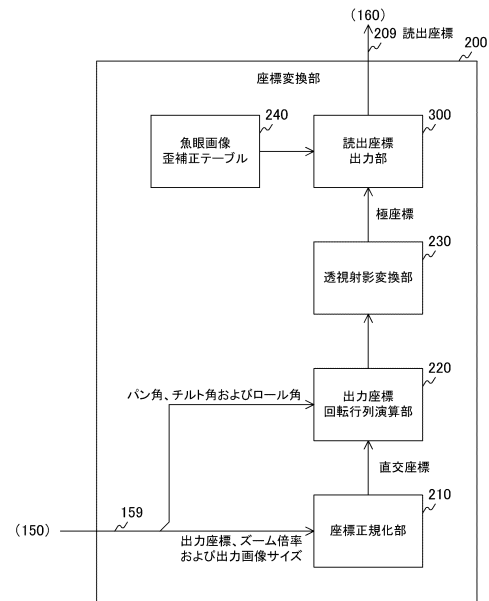 (160)
209 読出座標
200
座標変換部
240
魚眼画像
歪補正テーブル
300
読出座標
出力部
極座標
230
透視射影変換部
220
パン角、チルト角およびロール角
出力座標
回転行列演算部
直交座標
159
210
(150)
座標正規化部
出力座標、ズーム倍率
および出力画像サイズ